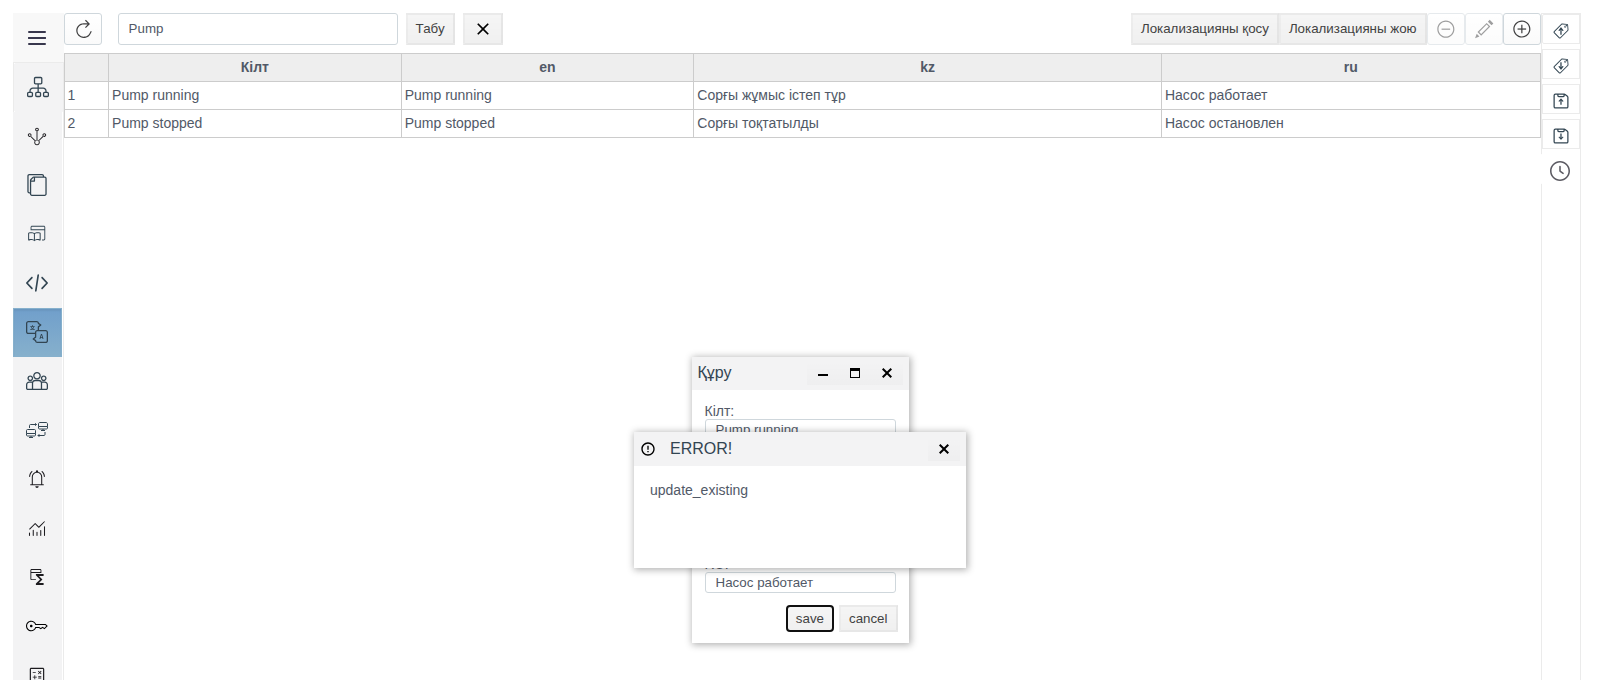 Pump Табу Локализацияны қосу Локализацияны жою
Кілт en kz ru
1 Pump running Pump running Сорғы жұмыс істеп тұр Насос работает
2 Pump stopped Pump stopped Сорғы тоқтатылды Насос остановлен
Құру
Кілт:
Pump running
ERROR!
update_existing
Насос работает
save cancel